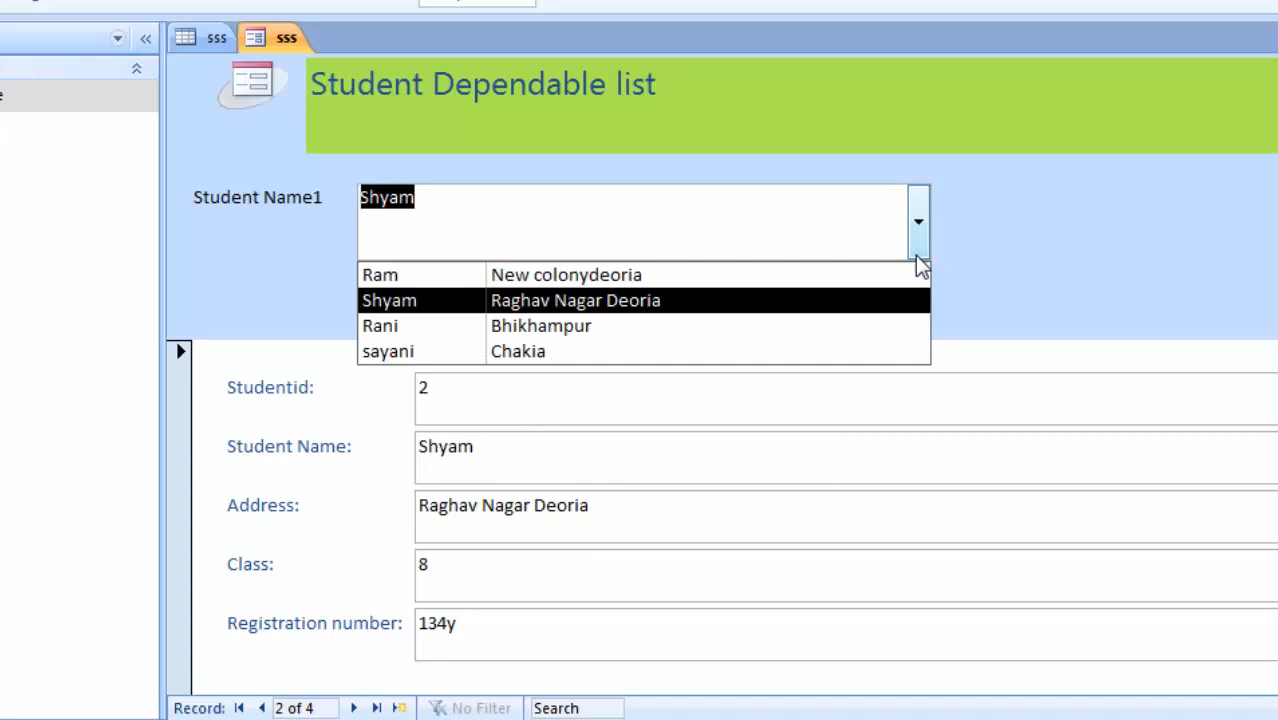 sss sss
Student Dependable list
Student Name1 Shyam
Ram New colonydeoria
Shyam Raghav Nagar Deoria
Rani Bhikhampur
sayani Chakia
Studentid: 2
Student Name: Shyam
Address: Raghav Nagar Deoria
Class: 8
Registration number: 134y
Record: 2 of 4 No Filter Search